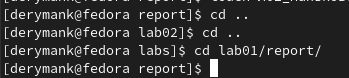 [derymank@fedora report]$ cd ..
[derymank@fedora lab02]$ cd ..
[derymank@fedora labs]$ cd lab01/report/
[derymank@fedora report]$